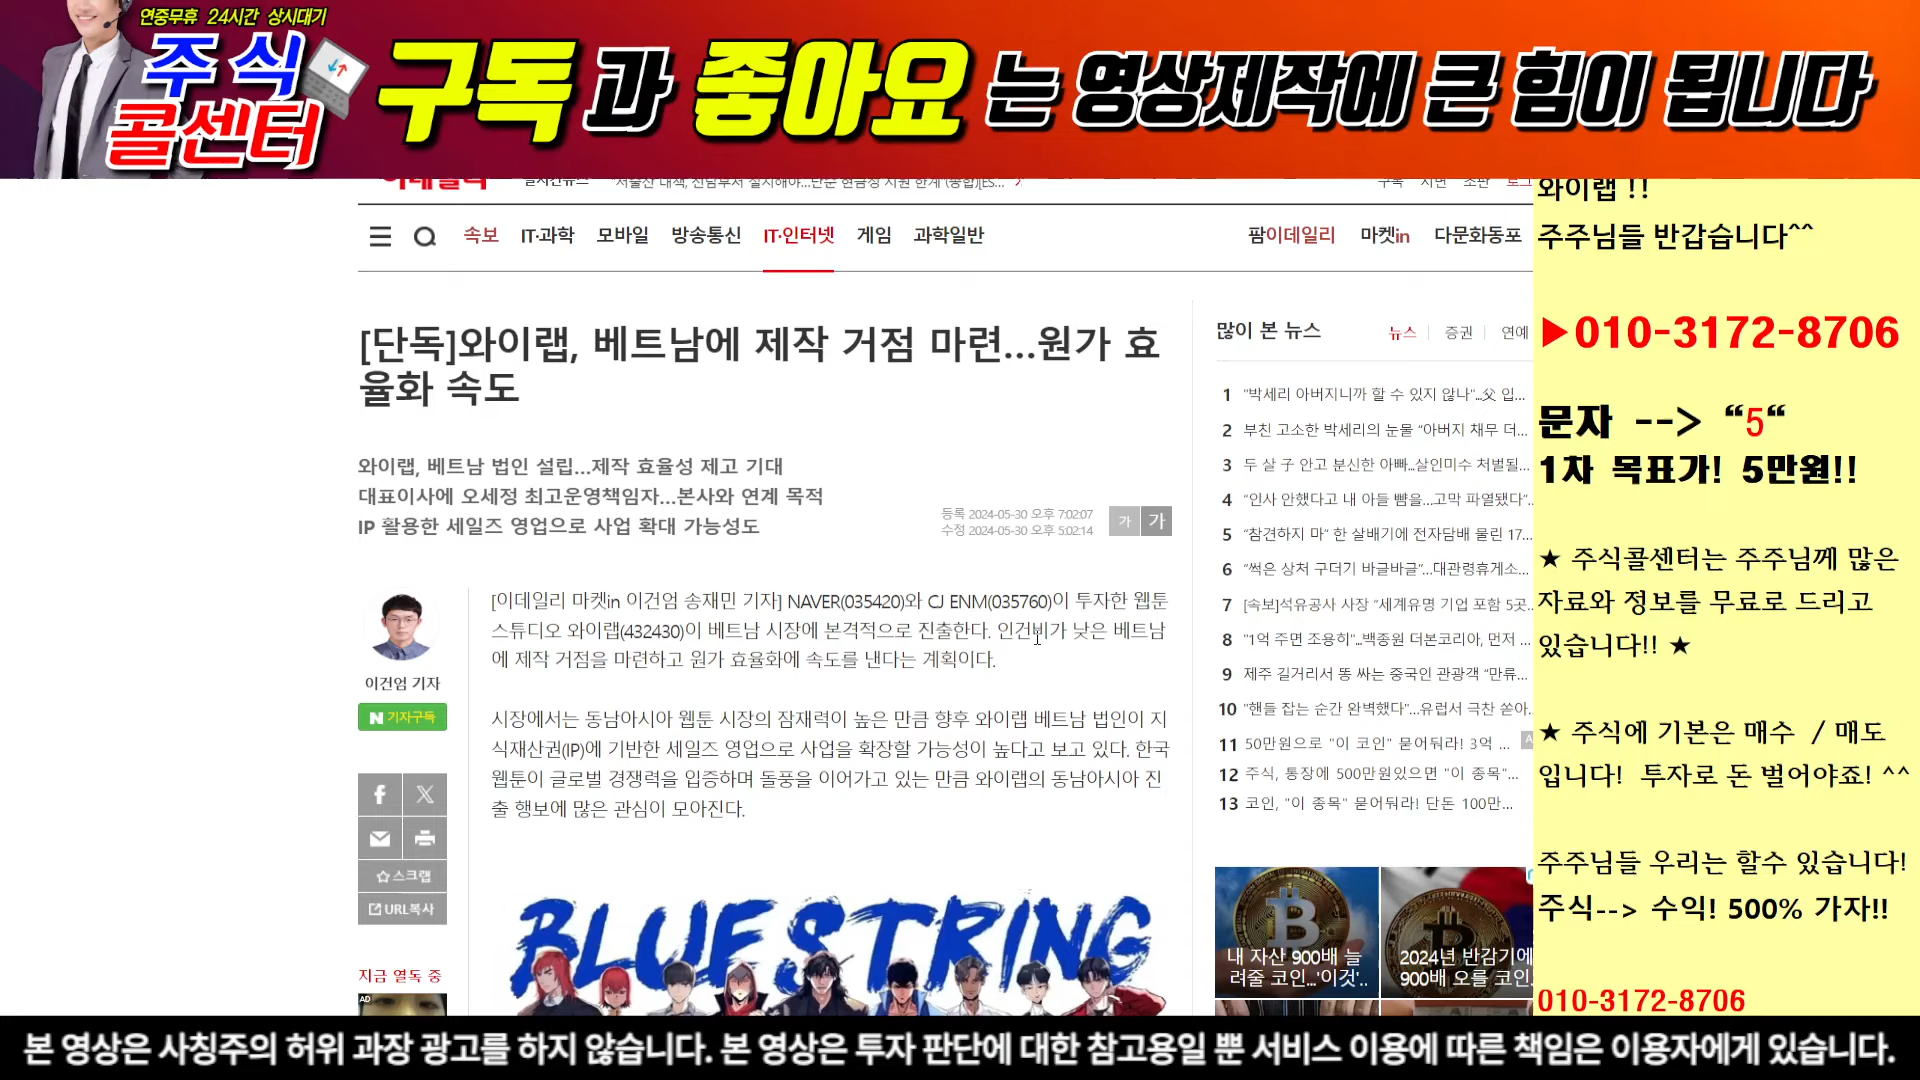 연중무휴 24시간 상시대기
주식
콜센터
구독과 좋아요는 영상제작에 큰 힘이 됩니다
이데일리
구독 지면 초판 로그
속보 IT·과학 모바일 방송통신 IT·인터넷 게임 과학일반
팜이데일리 마켓in 다문화동포
[단독]와이랩, 베트남에 제작 거점 마련...원가 효
율화 속도
와이랩, 베트남 법인 설립...제작 효율성 제고 기대
대표이사에 오세정 최고운영책임자...본사와 연계 목적
IP 활용한 세일즈 영업으로 사업 확대 가능성도
등록 2024-05-30 오후 7:02:07
수정 2024-05-30 오후 5:02:14
가 가
이건엄 기자
N 기자구독
스크랩
URL복사
지금 열독 중
AD
[이데일리 마켓in 이건엄 송재민 기자] NAVER(035420)와 CJ ENM(035760)이 투자한 웹툰
스튜디오 와이랩(432430)이 베트남 시장에 본격적으로 진출한다. 인건비가 낮은 베트남
에 제작 거점을 마련하고 원가 효율화에 속도를 낸다는 계획이다.
시장에서는 동남아시아 웹툰 시장의 잠재력이 높은 만큼 향후 와이랩 베트남 법인이 지
식재산권(IP)에 기반한 세일즈 영업으로 사업을 확장할 가능성이 높다고 보고 있다. 한국
웹툰이 글로벌 경쟁력을 입증하며 돌풍을 이어가고 있는 만큼 와이랩의 동남아시아 진
출 행보에 많은 관심이 모아진다.
BLUE STRING
많이 본 뉴스
뉴스 증권 연예
1 "박세리 아버지니까 할 수 있지 않나"...父 입...
2 부친 고소한 박세리의 눈물 "아버지 채무 더...
3 두 살 子 안고 분신한 아빠...살인미수 처벌될...
4 "인사 안했다고 내 아들 뺨을...고막 파열됐다"...
5 "참견하지 마" 한 살배기에 전자담배 물린 17...
6 "썩은 상처 구더기 바글바글"...대관령휴게소...
7 [속보]석유공사 사장 "세계유명 기업 포함 5곳...
8 "1억 주면 조용히"...백종원 더본코리아, 먼저 ...
9 제주 길거리서 똥 싸는 중국인 관광객 "만류...
10 "핸들 잡는 순간 완벽했다"...유럽서 극찬 쏟아...
11 50만원으로 "이 코인" 묻어둬라! 3억 ...
12 주식, 통장에 500만원있으면 "이 종목"...
13 코인, "이 종목" 묻어둬라! 단돈 100만...
내 자산 900배 늘
려줄 코인...'이것'..
2024년 반감기에
900배 오를 코인
와이랩 !!
주주님들 반갑습니다^^
▶010-3172-8706
문자 --> “5“
1차 목표가! 5만원!!
★ 주식콜센터는 주주님께 많은
자료와 정보를 무료로 드리고
있습니다!! ★
★ 주식에 기본은 매수 / 매도
입니다! 투자로 돈 벌어야죠! ^^
주주님들 우리는 할수 있습니다!
주식--> 수익! 500% 가자!!
010-3172-8706
본 영상은 사칭주의 허위 과장 광고를 하지 않습니다. 본 영상은 투자 판단에 대한 참고용일 뿐 서비스 이용에 따른 책임은 이용자에게 있습니다.